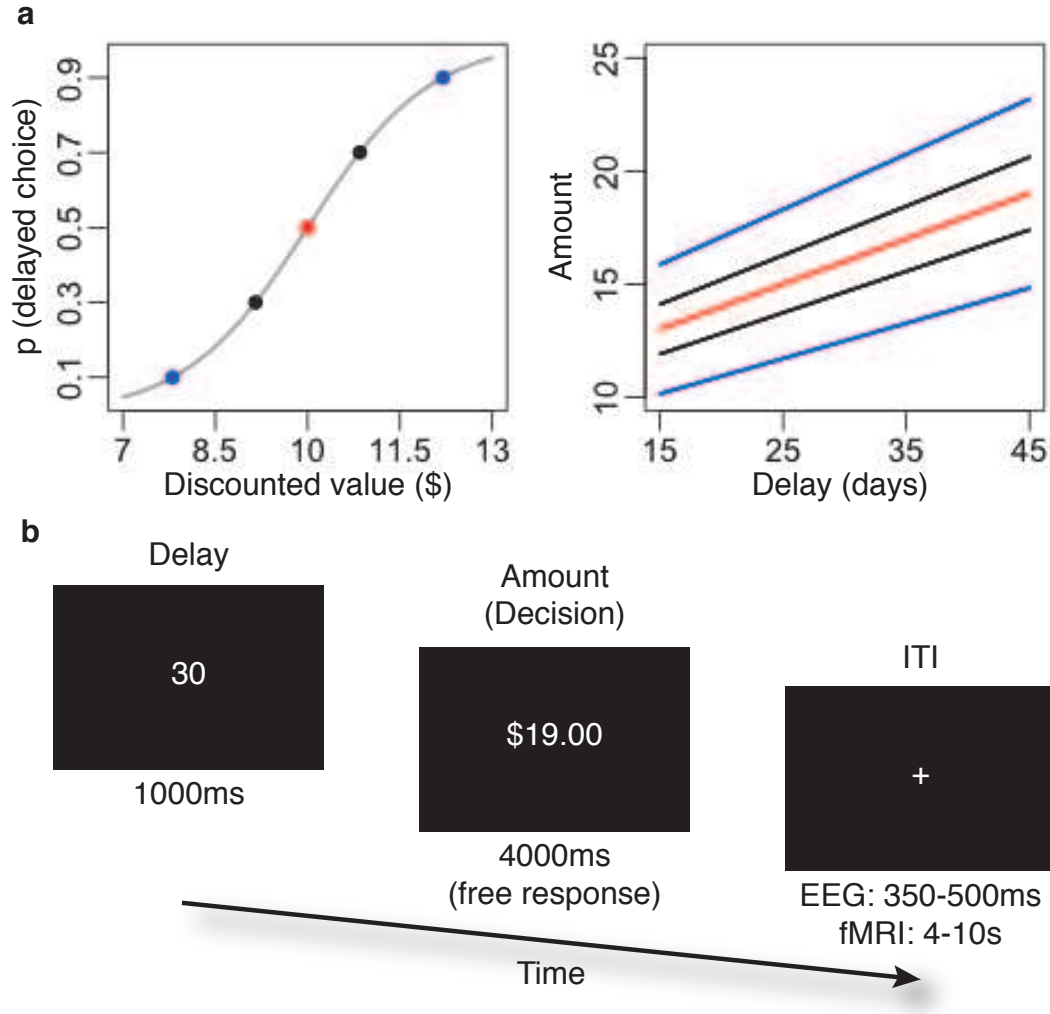 a
p (delayed choice)
0.9
0.7
0.5
0.3
0.1
7 8.5 10 11.5 13
Discounted value ($)
Amount
25
20
15
10
15 25 35 45
Delay (days)
b
Delay
30
1000ms
Amount
(Decision)
$19.00
4000ms
(free response)
ITI
+
EEG: 350-500ms
fMRI: 4-10s
Time